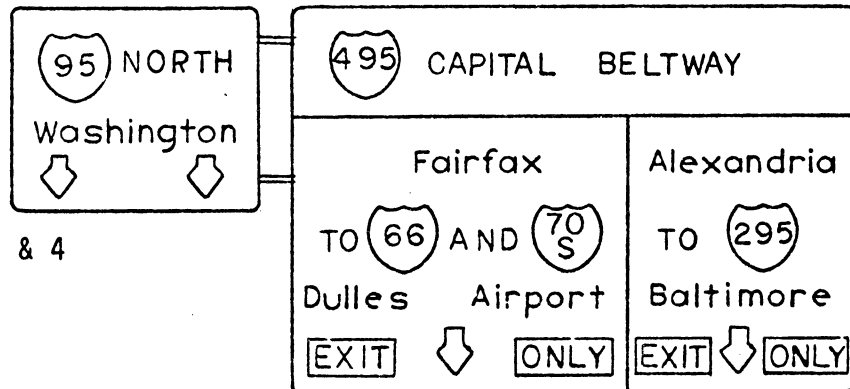 95 NORTH
Washington
& 4
495 CAPITAL BELTWAY
Fairfax
TO 66 AND 70 S
Dulles Airport
EXIT ONLY
Alexandria
TO 295
Baltimore
EXIT ONLY